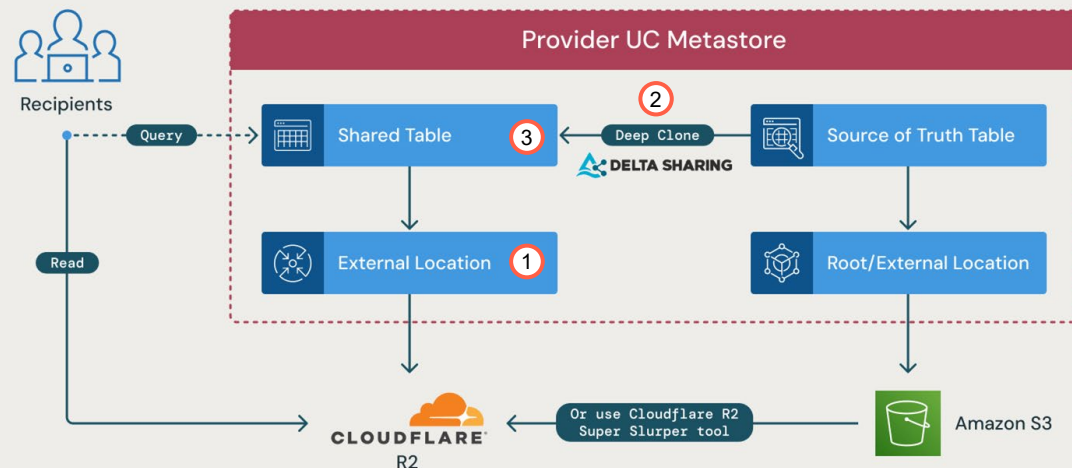 Provider UC Metastore
Recipients
2
Query
Shared Table
3
Deep Clone
Source of Truth Table
DELTA SHARING
Read
External Location
1
Root/External Location
Or use Cloudflare R2
Super Slurper tool
Amazon S3
CLOUDFLARE
R2